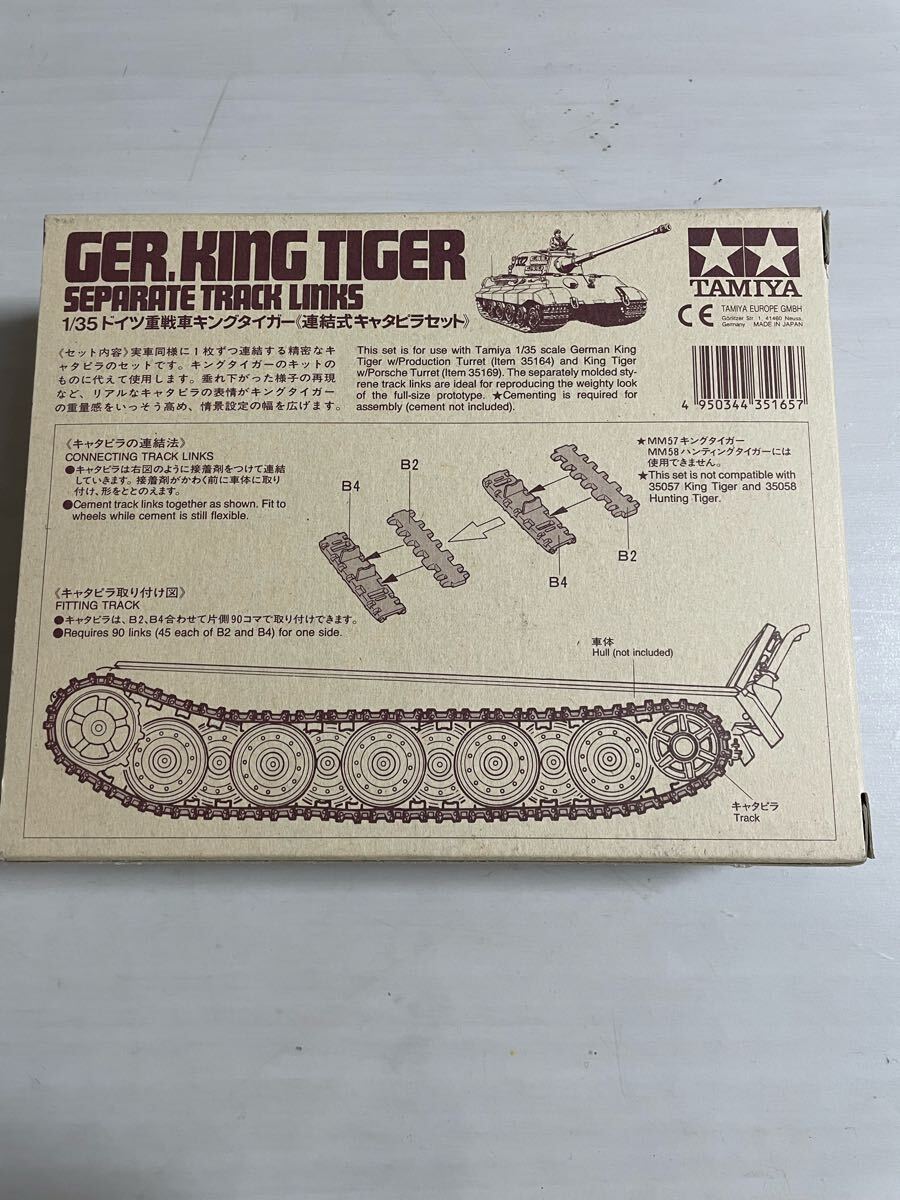 GER. KING TIGER
SEPARATE TRACK LINKS
1/35 ドイツ重戦車キングタイガー《連結式キャタピラセット》
TAMIYA
CE
TAMIYA EUROPE GMBH
Görlitzer Str. 1, 41460 Neuss,
Germany MADE IN JAPAN
《セット内容》実車同様に1枚ずつ連結する精密なキ
ャタピラのセットです。キングタイガーのキットの
ものに代えて使用します。垂れ下がった様子の再現
など、リアルなキャタピラの表情がキングタイガー
の重量感をいっそう高め、情景設定の幅を広げます。
This set is for use with Tamiya 1/35 scale German King
Tiger w/Production Turret (Item 35164) and King Tiger
w/Porsche Turret (Item 35169). The separately molded sty-
rene track links are ideal for reproducing the weighty look
of the full-size prototype. ★Cementing is required for
assembly (cement not included).
4 950344 351657
《キャタピラの連結法》
CONNECTING TRACK LINKS
●キャタピラは右図のように接着剤をつけて連結
していきます。接着剤がかわく前に車体に取り
付け、形をととのえます。
●Cement track links together as shown. Fit to
wheels while cement is still flexible.
B4
B2
B4
B2
★MM57キングタイガー
MM58ハンティングタイガーには
使用できません。
★This set is not compatible with
35057 King Tiger and 35058
Hunting Tiger.
《キャタピラ取り付け図》
FITTING TRACK
●キャタピラは、B2、B4合わせて片側90コマで取り付けできます。
●Requires 90 links (45 each of B2 and B4) for one side.
車体
Hull (not included)
キャタピラ
Track